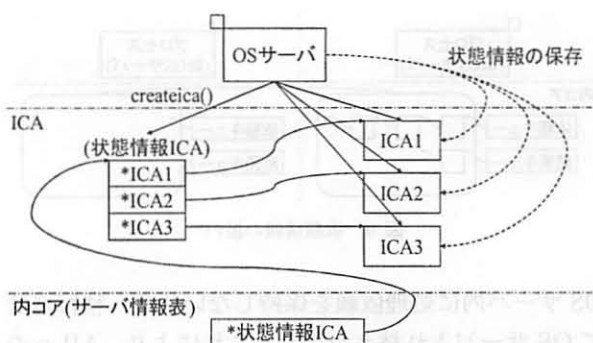 OSサーバ
状態情報の保存
createica()
ICA
(状態情報ICA)
*ICA1
*ICA2
*ICA3
ICA1
ICA2
ICA3
内コア(サーバ情報表)
*状態情報ICA